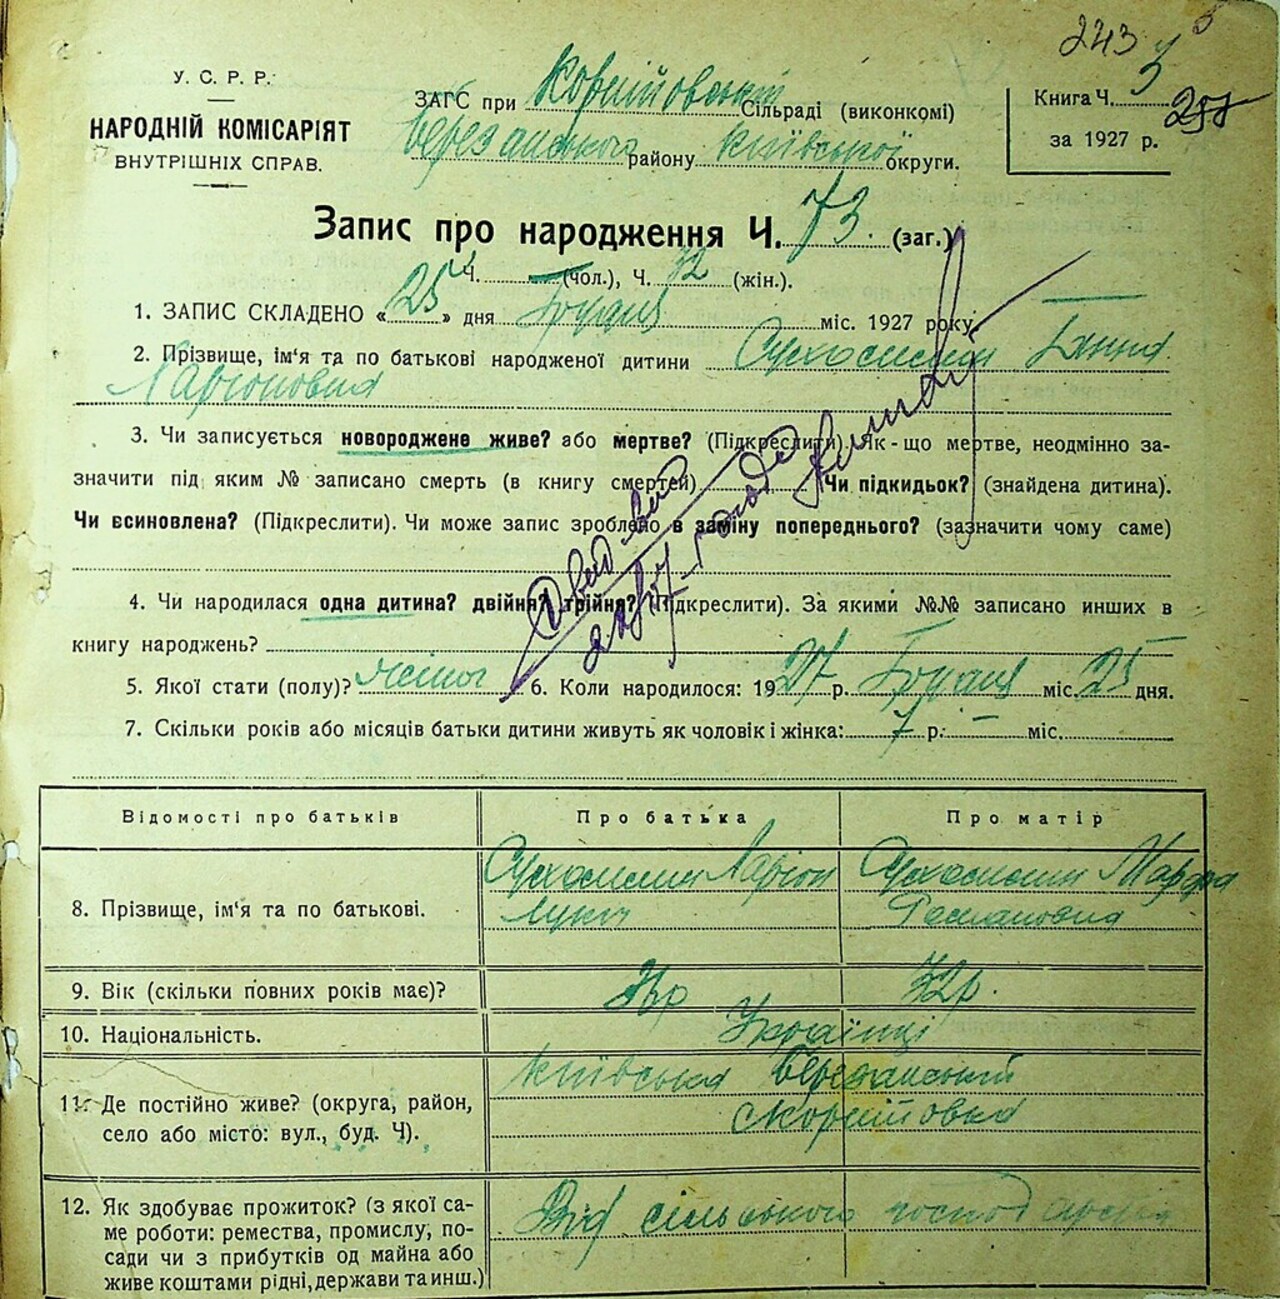 243 5
У. С. Р. Р.
НАРОДНІЙ КОМІСАРІЯТ
ВНУТРІШНІХ СПРАВ.
ЗАГС при Корнійовській Сільраді (виконкомі)
Березанського району Київської округи.
Книга Ч. 3
за 1927 р.
Запис про народження Ч. 73. (заг.)
Ч. — (чол.), Ч. 32 (жін.).
1. ЗАПИС СКЛАДЕНО « 25 » дня Грудня міс. 1927 року.
2. Прізвище, ім'я та по батькові народженої дитини Сухомлин Ганна
Ларіоновна
3. Чи записується новороджене живе? або мертве? (Підкреслити). Як-що мертве, неодмінно за-
значити під яким № записано смерть (в книгу смертей) Чи підкидьок? (знайдена дитина).
Чи всиновлена? (Підкреслити). Чи може запис зроблено в заміну попереднього? (зазначити чому саме)
4. Чи народилася одна дитина? двійня? трійня? (Підкреслити). За якими №№ записано инших в
книгу народжень?
5. Якої стати (полу)? жіноч 6. Коли народилося: 1927 р. Грудня міс. 25 дня.
7. Скільки років або місяців батьки дитини живуть як чоловік і жінка: 7 р. — міс.
Відомості про батьків Про батька Про матір
Сухомлин Ларіон Сухомлин Марфа
8. Прізвище, ім'я та по батькові. Лукич
9. Вік (скільки повних років має)? 32р.
10. Національність. Українці
Київська Березанський
11. Де постійно живе? (округа, район,
с Корнійовка
село або місто: вул., буд. Ч).
12. Як здобуває прожиток? (з якої са-
ме роботи: ремества, промислу, по-
сільського господарства
сади чи з прибутків од майна або
живе коштами рідні, держави та инш.)